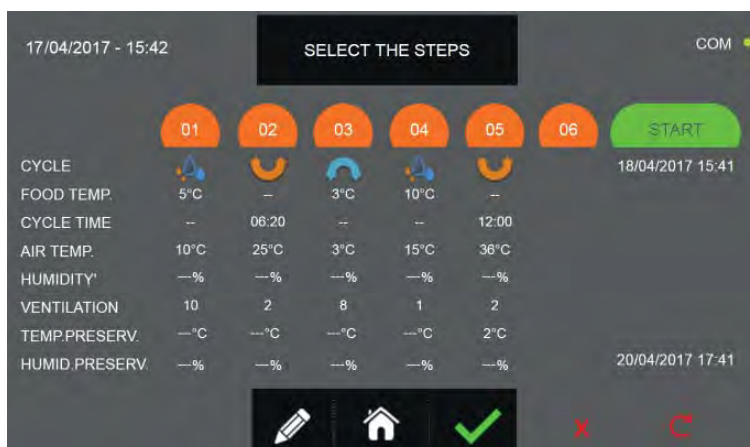 17/04/2017 - 15:42 SELECT THE STEPS COM
01 02 03 04 05 06 START
CYCLE 18/04/2017 15:41
FOOD TEMP. 5°C -- 3°C 10°C --
CYCLE TIME -- 06:20 -- -- 12:00
AIR TEMP. 10°C 25°C 3°C 15°C 36°C
HUMIDITY' ---% ---% ---% ---% ---%
VENTILATION 10 2 8 1 2
TEMP.PRESERV. ---°C ---°C ---°C ---°C 2°C
HUMID.PRESERV ---% ---% ---% ---% ---% 20/04/2017 17:41
X